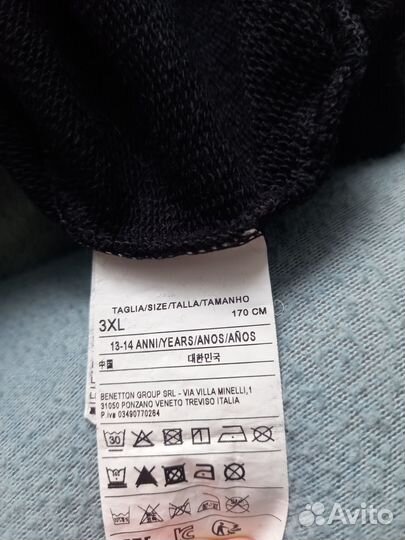 TAGLIA/SIZE/TALLA/TAMANHO
3XL 170 CM
13-14 ANNI/YEARS/ANOS/AÑOS
中國 대한민국
BENETTON GROUP SRL - VIA VILLA MINELLI,1
31050 PONZANO VENETO TREVISO ITALIA
P.iva 03490770264
30
Avito